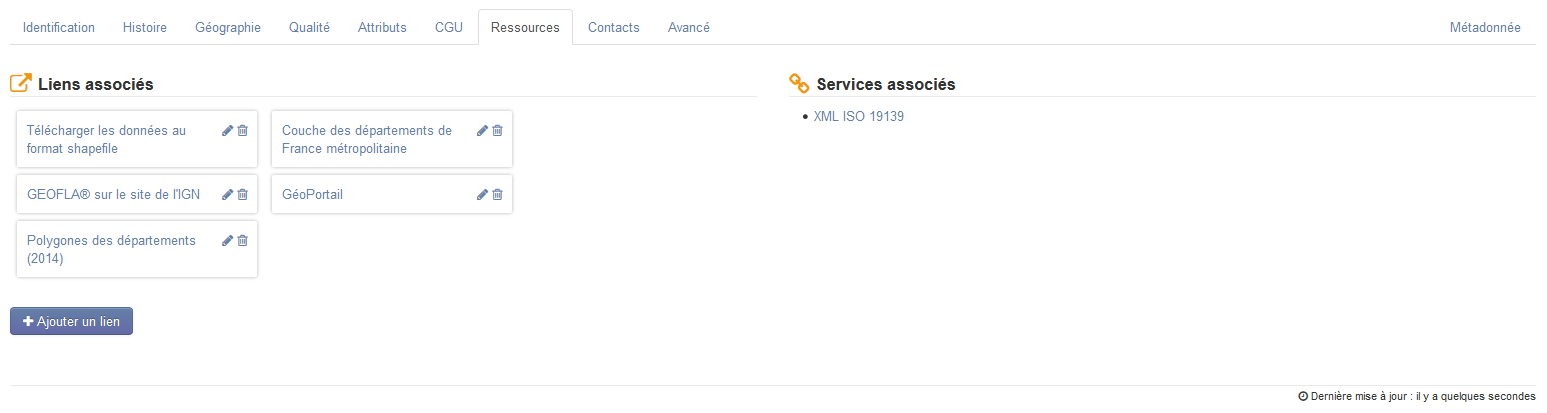 Identification Histoire Géographie Qualité Attributs CGU Ressources Contacts Avancé Métadonnée
Liens associés
Télécharger les données au
format shapefile
Couche des départements de
France métropolitaine
GEOFLA® sur le site de l'IGN
GéoPortail
Polygones des départements
(2014)
Ajouter un lien
Services associés
XML ISO 19139
Dernière mise à jour : il y a quelques secondes